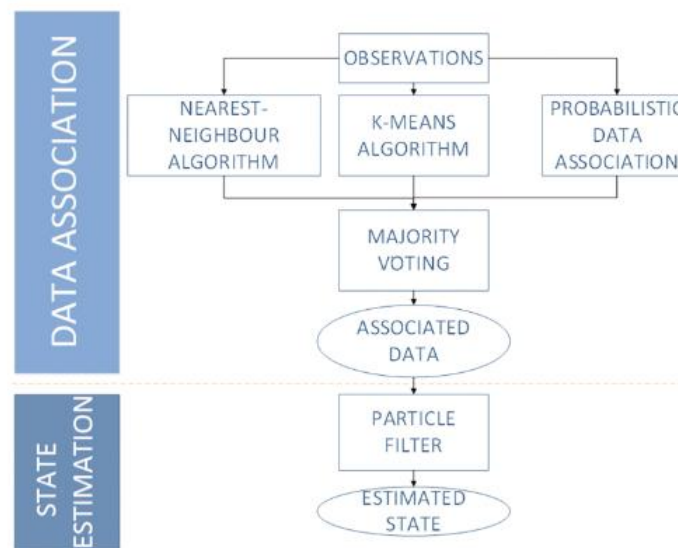 DATA ASSOCIATION
OBSERVATIONS
NEAREST-
NEIGHBOUR
ALGORITHM
K-MEANS
ALGORITHM
PROBABILISTIC
DATA
ASSOCIATION
MAJORITY
VOTING
ASSOCIATED
DATA
STATE
ESTIMATION
PARTICLE
FILTER
ESTIMATED
STATE